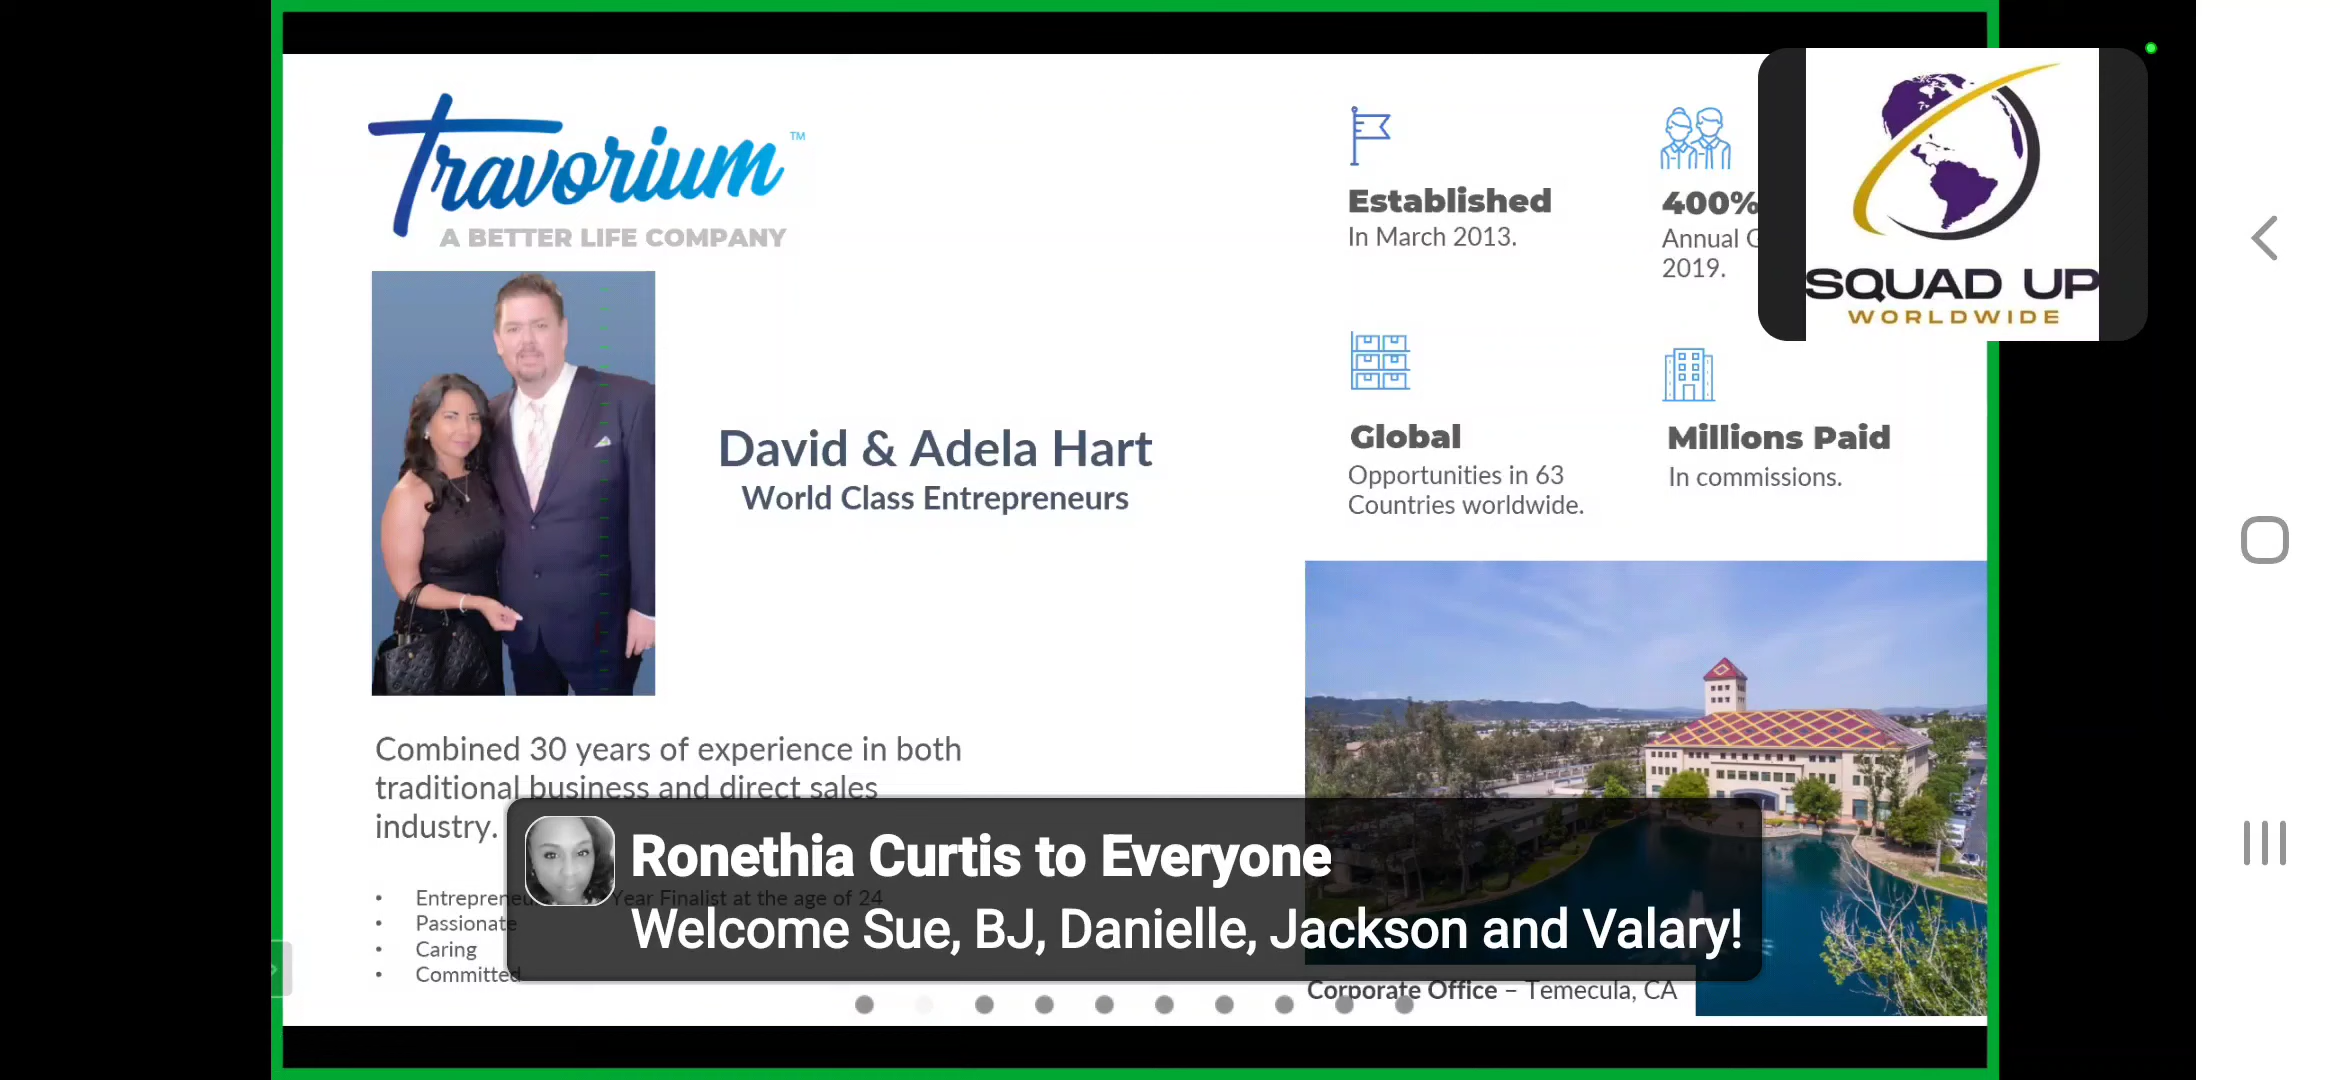 Travorium™
A BETTER LIFE COMPANY
David & Adela Hart
World Class Entrepreneurs
Combined 30 years of experience in both
traditional business and direct sales
industry.
• Entrepreneur Year Finalist at the age of 24
• Passionate
• Caring
• Committed
Established
In March 2013.
400%
Annual
2019.
Global
Opportunities in 63
Countries worldwide.
Millions Paid
In commissions.
Corporate Office – Temecula, CA
SQUAD UP
WORLDWIDE
Ronethia Curtis to Everyone
Welcome Sue, BJ, Danielle, Jackson and Valary!